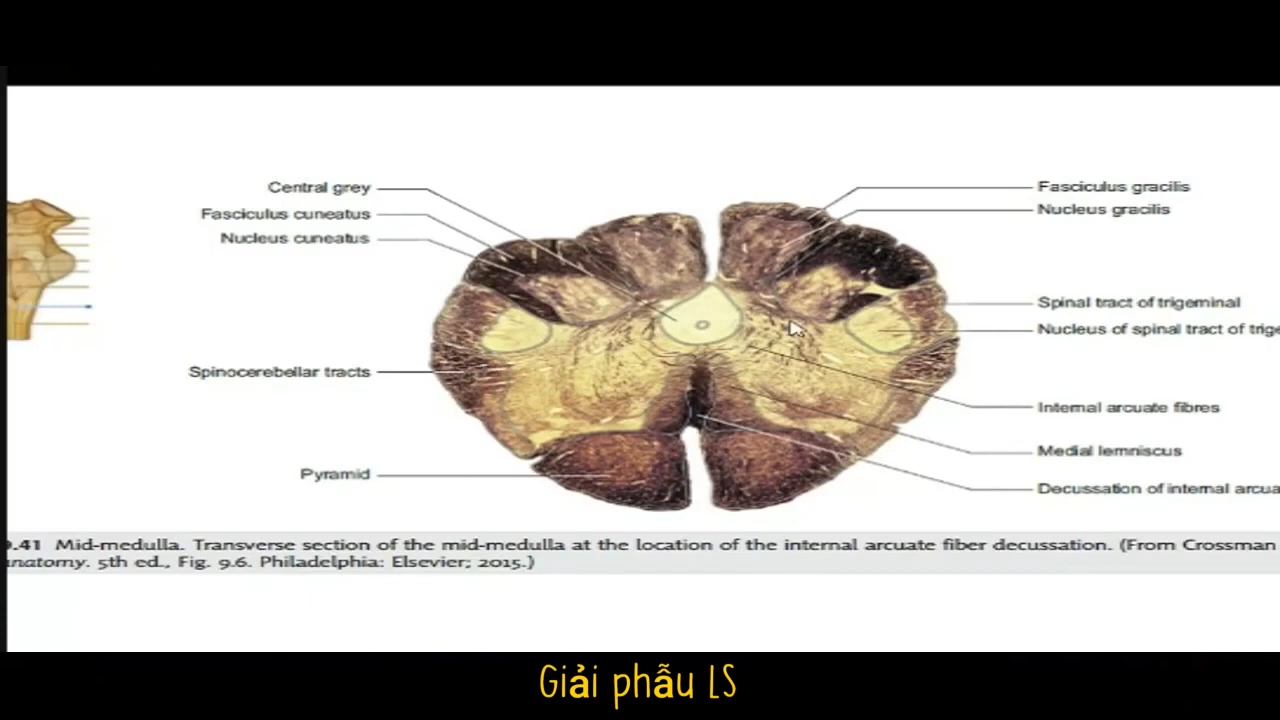 Central grey
Fasciculus cuneatus
Nucleus cuneatus
Spinocerebellar tracts
Pyramid
Fasciculus gracilis
Nucleus gracilis
Spinal tract of trigeminal
Nucleus of spinal tract of trige
Internal arcuate fibres
Medial lemniscus
Decussation of internal arcua
.41 Mid-medulla. Transverse section of the mid-medulla at the location of the internal arcuate fiber decussation. (From Crossman
anatomy. 5th ed., Fig. 9.6. Philadelphia: Elsevier; 2015.)
Giải phẫu LS